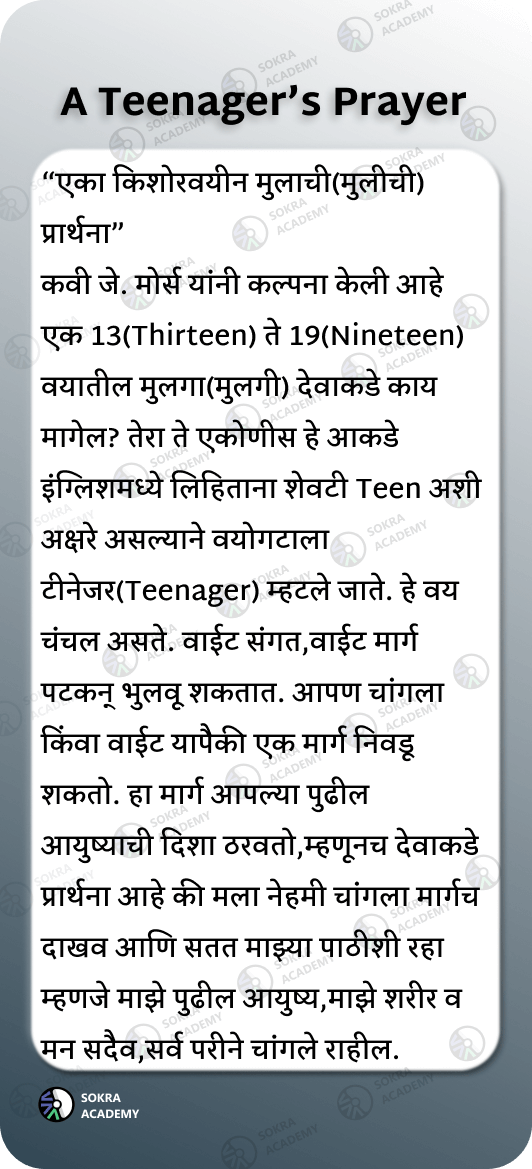 A Teenager’s Prayer
“एका किशोरवयीन मुलाची(मुलीची)
प्रार्थना”
कवी जे. मोर्स यांनी कल्पना केली आहे
एक 13(Thirteen) ते 19(Nineteen)
वयातील मुलगा(मुलगी) देवाकडे काय
मागेल? तेरा ते एकोणीस हे आकडे
इंग्लिशमध्ये लिहिताना शेवटी Teen अशी
अक्षरे असल्याने वयोगटाला
टीनेजर(Teenager) म्हटले जाते. हे वय
चंचल असते. वाईट संगत,वाईट मार्ग
पटकन् भुलवू शकतात. आपण चांगला
किंवा वाईट यापैकी एक मार्ग निवडू
शकतो. हा मार्ग आपल्या पुढील
आयुष्याची दिशा ठरवतो,म्हणूनच देवाकडे
प्रार्थना आहे की मला नेहमी चांगला मार्गच
दाखव आणि सतत माझ्या पाठीशी रहा
म्हणजे माझे पुढील आयुष्य,माझे शरीर व
मन सदैव,सर्व परीने चांगले राहील.
SOKRA
ACADEMY